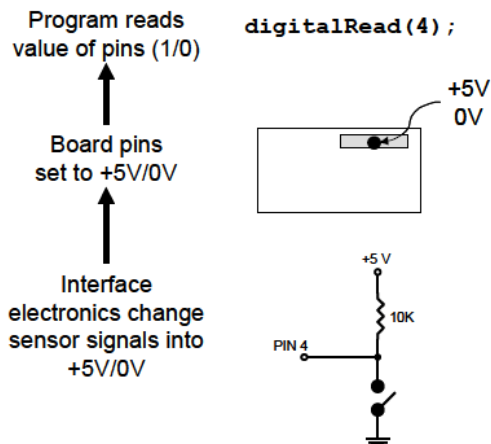 Program reads
value of pins (1/0)
digitalRead(4);
+5V
0V
Board pins
set to +5V/0V
Interface
electronics change
sensor signals into
+5V/0V
+5 V
10K
PIN 4